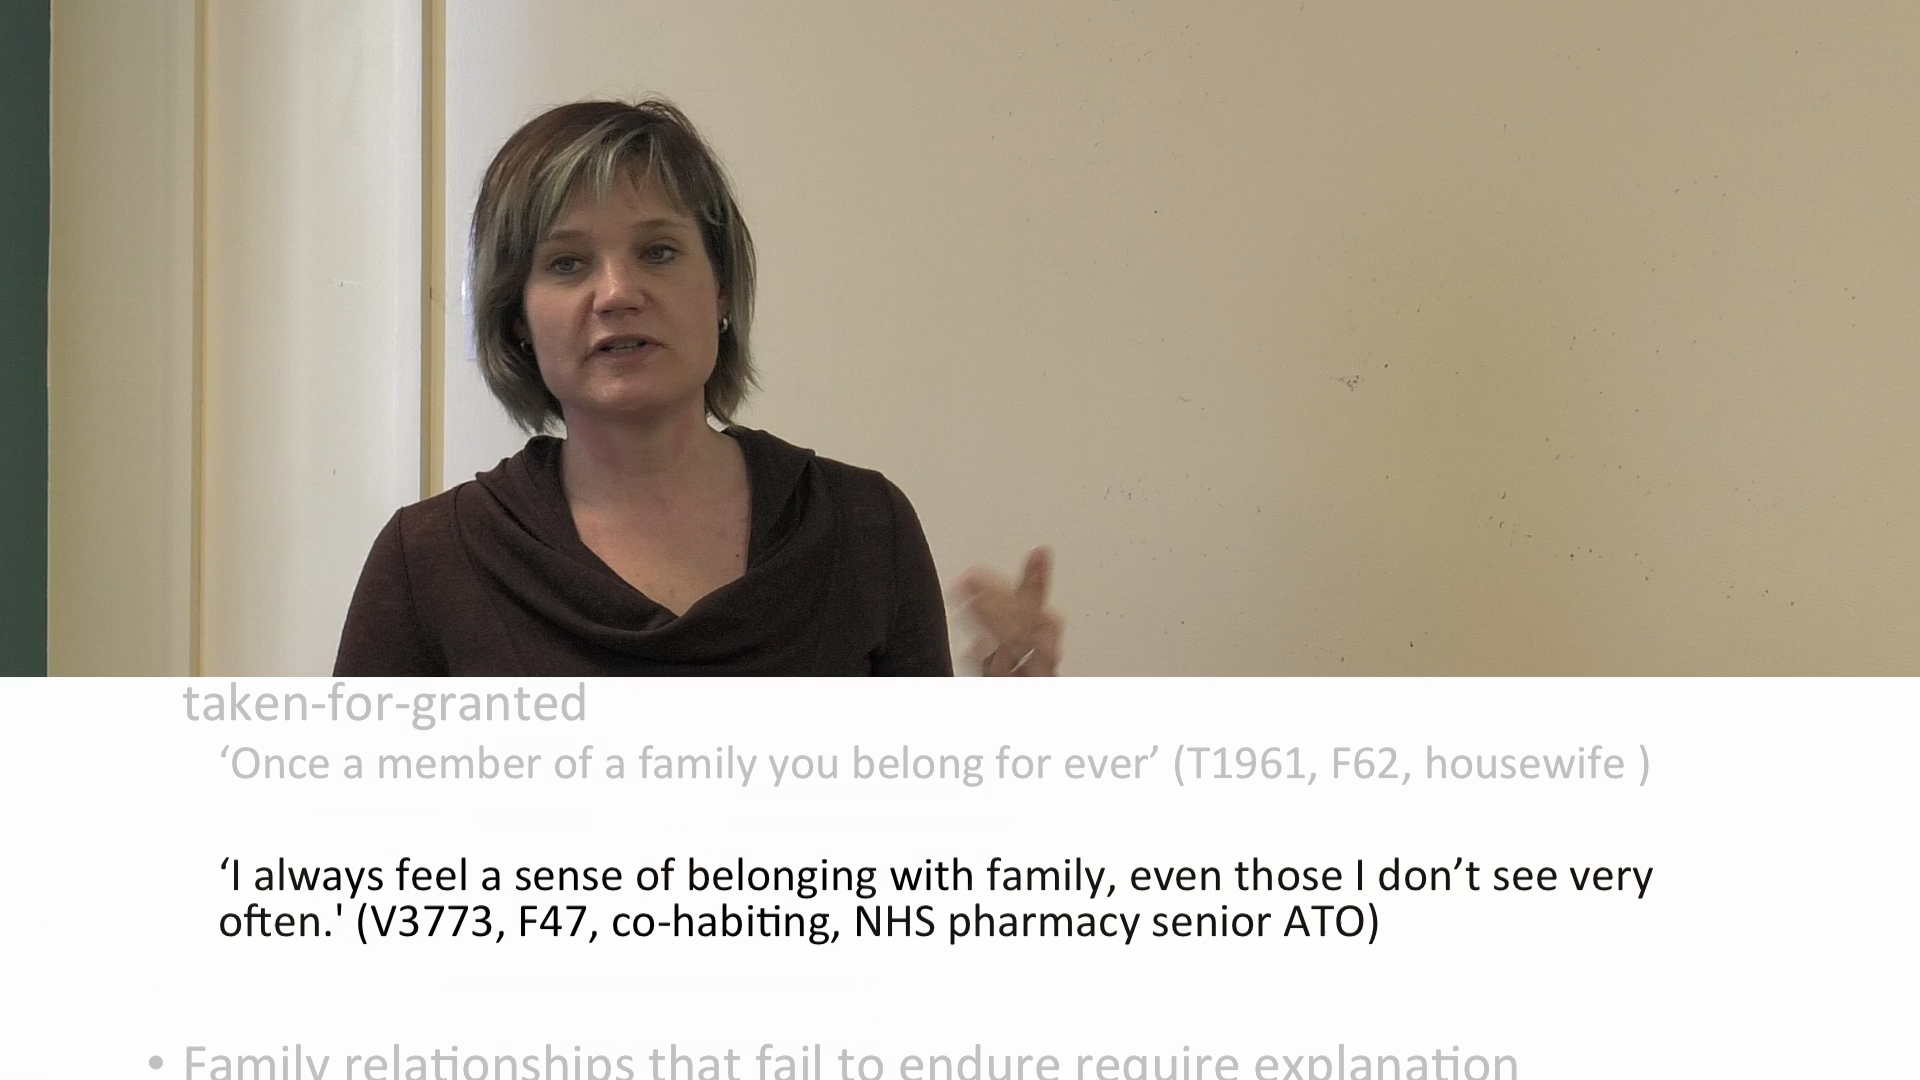 taken-for-granted
‘Once a member of a family you belong for ever’ (T1961, F62, housewife )
‘I always feel a sense of belonging with family, even those I don’t see very
often.' (V3773, F47, co-habiting, NHS pharmacy senior ATO)
• Family relationships that fail to endure require explanation